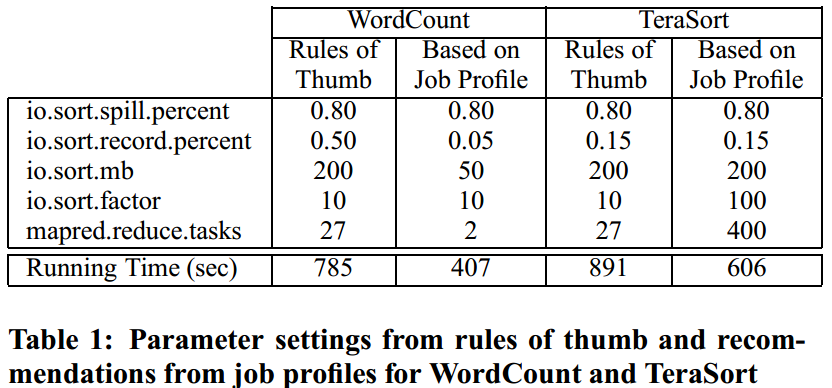 WordCount TeraSort
Rules of Based on Rules of Based on
Thumb Job Profile Thumb Job Profile
io.sort.spill.percent 0.80 0.80 0.80 0.80
io.sort.record.percent 0.50 0.05 0.15 0.15
io.sort.mb 200 50 200 200
io.sort.factor 10 10 10 100
mapred.reduce.tasks 27 2 27 400
Running Time (sec) 785 407 891 606
Table 1: Parameter settings from rules of thumb and recom-
mendations from job profiles for WordCount and TeraSort